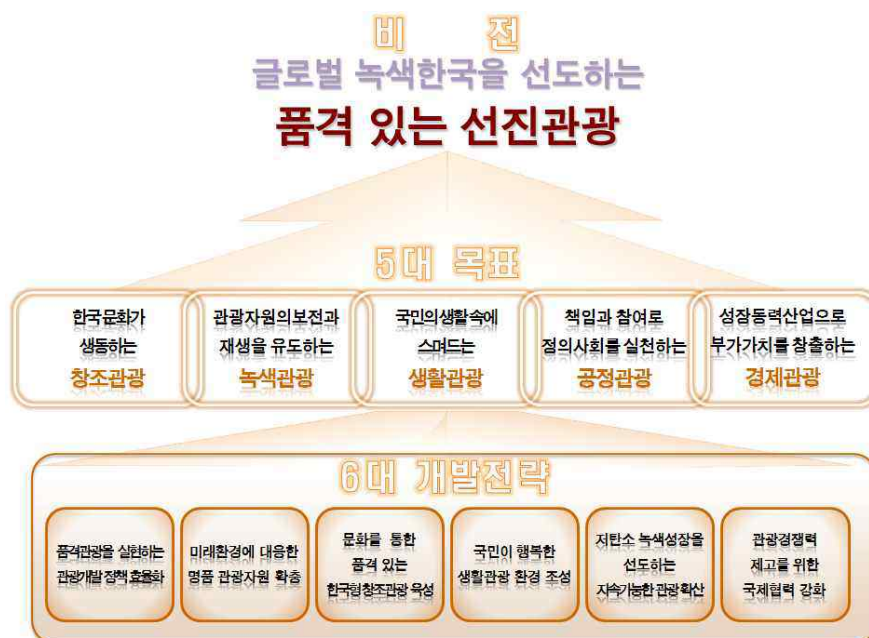 비 전
글로벌 녹색한국을 선도하는
품격 있는 선진관광
5대 목표
한국문화가
생동하는
창조관광
관광자원의보전과
재생을 유도하는
녹색관광
국민의생활속에
스며드는
생활관광
책임과 참여로
정의사회를 실천하는
공정관광
성장동력산업으로
부가가치를 창출하는
경제관광
6대 개발전략
품격관광을 실현하는
관광개발 정책 효율화
미래환경에 대응한
명품 관광자원 확충
문화를 통한
품격 있는
한국형창조관광 육성
국민이 행복한
생활관광 환경 조성
저탄소 녹색성장을
선도하는
지속가능한 관광 확산
관광경쟁력
제고를 위한
국제협력 강화